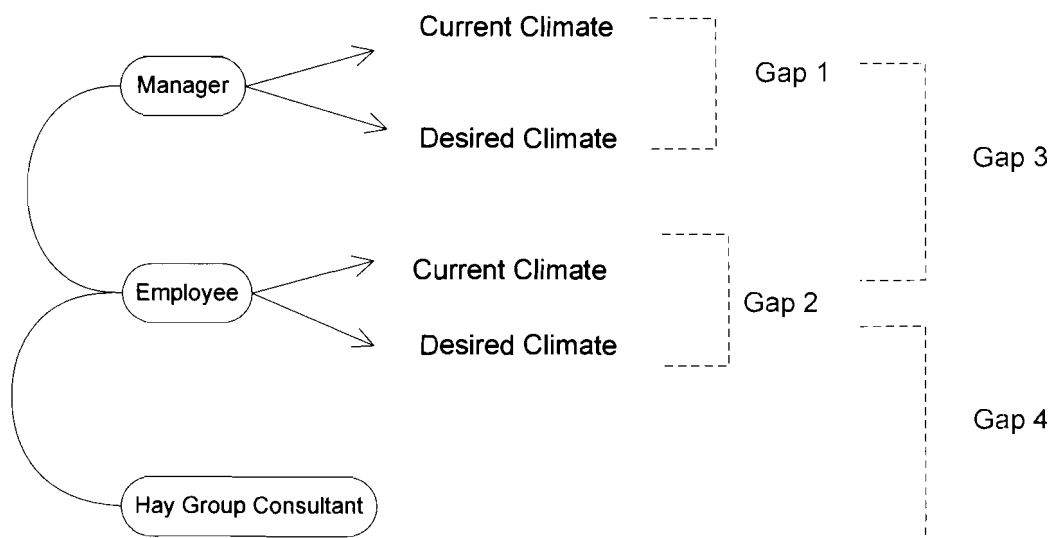 Current Climate
Manager
Gap 1
Desired Climate
Gap 3
Current Climate
Employee
Gap 2
Desired Climate
Gap 4
Hay Group Consultant